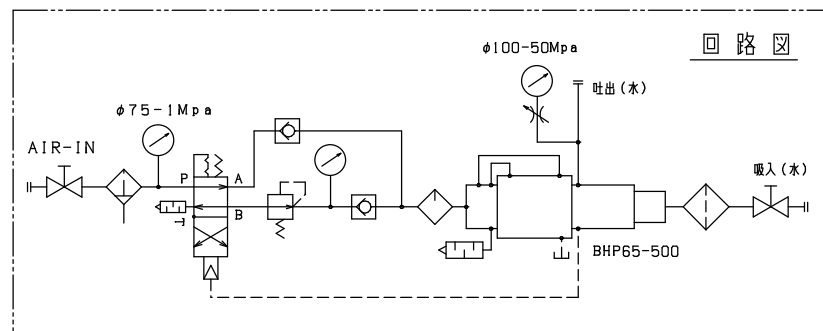 回路図
φ100-50Mpa
吐出(水)
φ75-1Mpa
AIR-IN
吸入(水)
P
A
B
BHP65-500